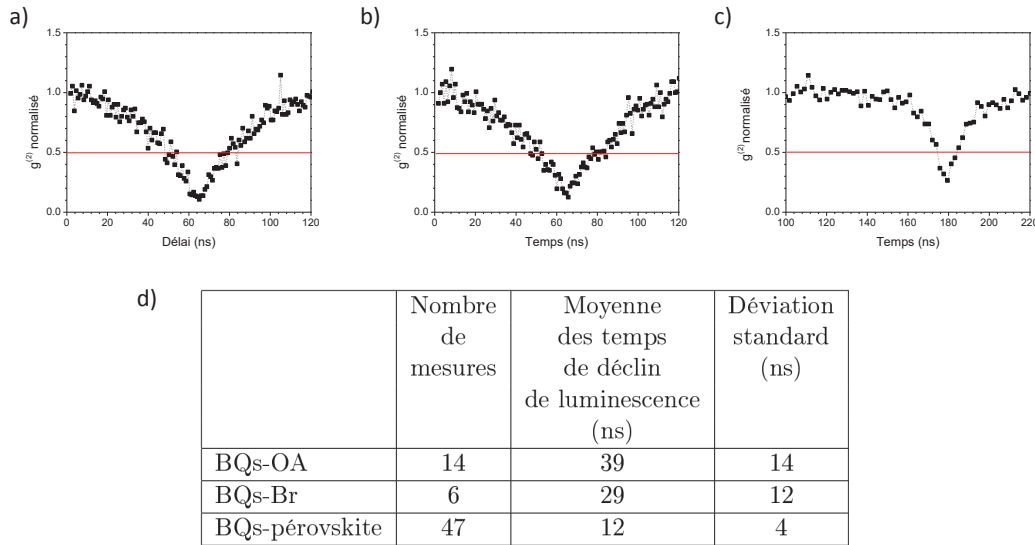 a)
b)
c)
g(2) normalisé
1.5
1.0
0.5
0.0
0 20 40 60 80 100 120
Délai (ns)
g(2) normalisé
1.5
1.0
0.5
0.0
0 20 40 60 80 100 120
Temps (ns)
g(2) normalisé
1.5
1.0
0.5
0.0
100 120 140 160 180 200 220
Temps (ns)
d)
Nombre
de
mesures
Moyenne
des temps
de déclin
de luminescence
(ns)
Déviation
standard
(ns)
BQs-OA 14 39 14
BQs-Br 6 29 12
BQs-pérovskite 47 12 4